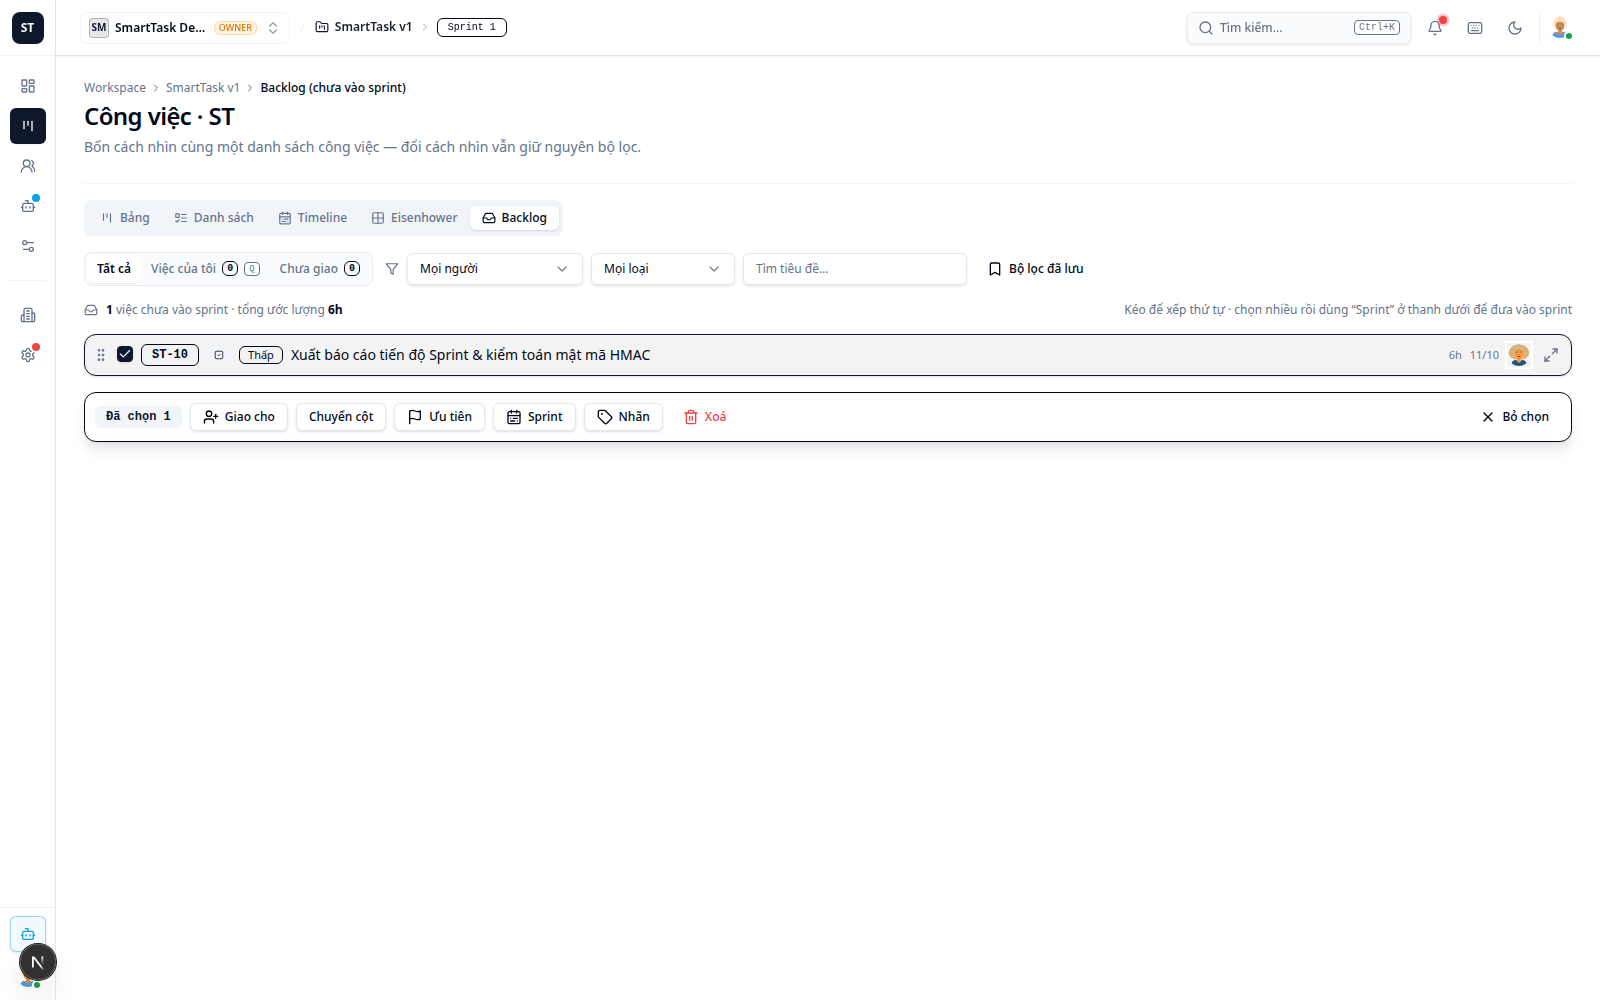 ST
SM SmartTask De... OWNER / SmartTask v1 Sprint 1
Tìm kiếm... Ctrl+K
Workspace SmartTask v1 Backlog (chưa vào sprint)
Công việc · ST
Bốn cách nhìn cùng một danh sách công việc — đổi cách nhìn vẫn giữ nguyên bộ lọc.
Bảng Danh sách Timeline Eisenhower Backlog
Tất cả Việc của tôi 0 Q Chưa giao 0 Mọi người Mọi loại Tìm tiêu đề... Bộ lọc đã lưu
1 việc chưa vào sprint · tổng ước lượng 6h
Kéo để xếp thứ tự · chọn nhiều rồi dùng “Sprint” ở thanh dưới để đưa vào sprint
ST-10 Thấp Xuất báo cáo tiến độ Sprint & kiểm toán mật mã HMAC 6h 11/10
Đã chọn 1 Giao cho Chuyển cột Ưu tiên Sprint Nhãn Xoá Bỏ chọn
N